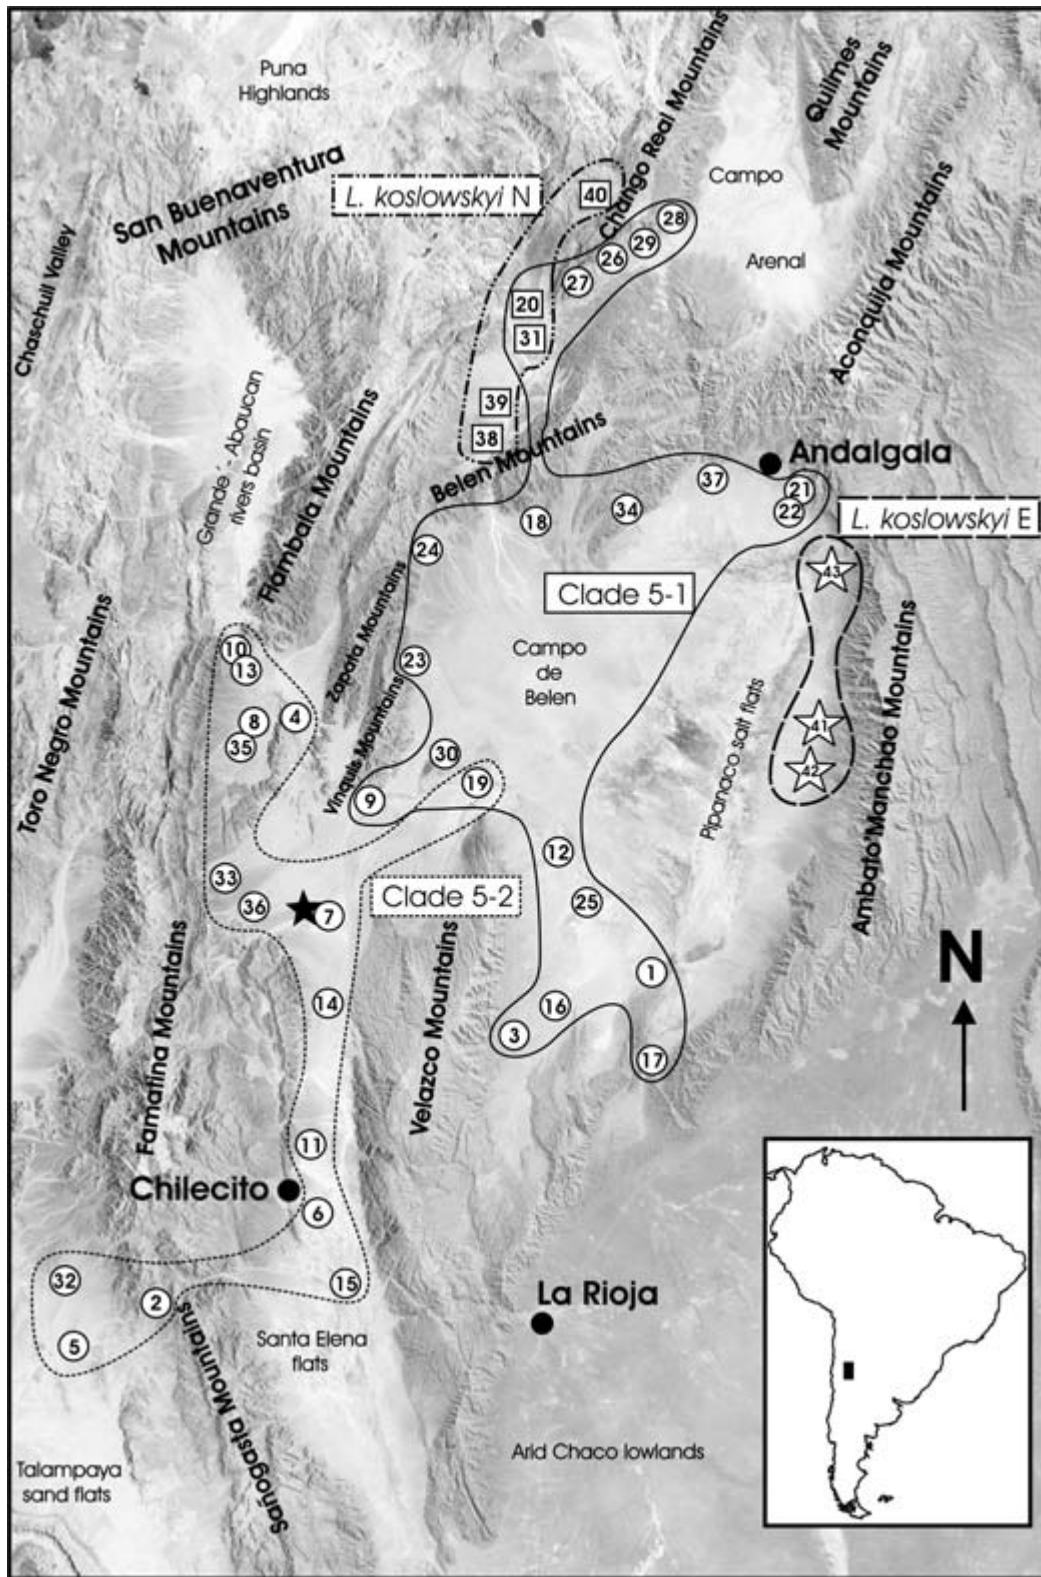 Puna
Highlands
San Buenaventura
Mountains
L. koslowskyi N
Chango Real Mountains
Quilmes
Mountains
Campo
Arenal
Aconquija Mountains
Chaschuil Valley
40
28
29
26
27
20
31
39
38
Grande - Abaucan
rivers basin
Fiambala Mountains
Belen Mountains
Andalgala
37
21
22
34
18
L. koslowskyi E
24
43
Clade 5-1
Zapata Mountains
Toro Negro Mountains
10
13
23
Campo
de
Belen
8
4
35
Vinquis Mountains
30
19
9
Pipanaco salt flats
41
42
Ambato Manchao Mountains
12
33
36
7
Clade 5-2
25
N
1
14
16
3
17
Famatina Mountains
Velazco Mountains
11
Chilecito
6
32
2
15
5
La Rioja
Santa Elena
flats
Sañogasta Mountains
Arid Chaco lowlands
Talampaya
sand flats